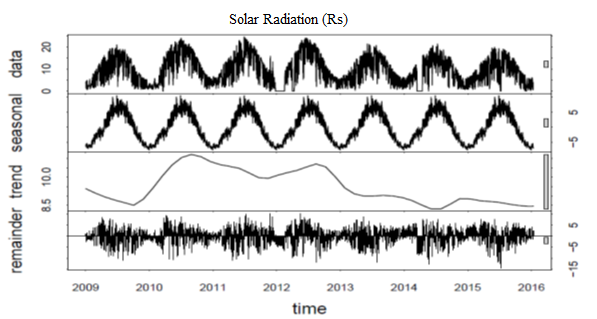 Solar Radiation (Rs)
data
20
10
5
0
seasonal
5
-5
trend
10.0
8.5
remainder
5
-5
-15
2009 2010 2011 2012 2013 2014 2015 2016
time